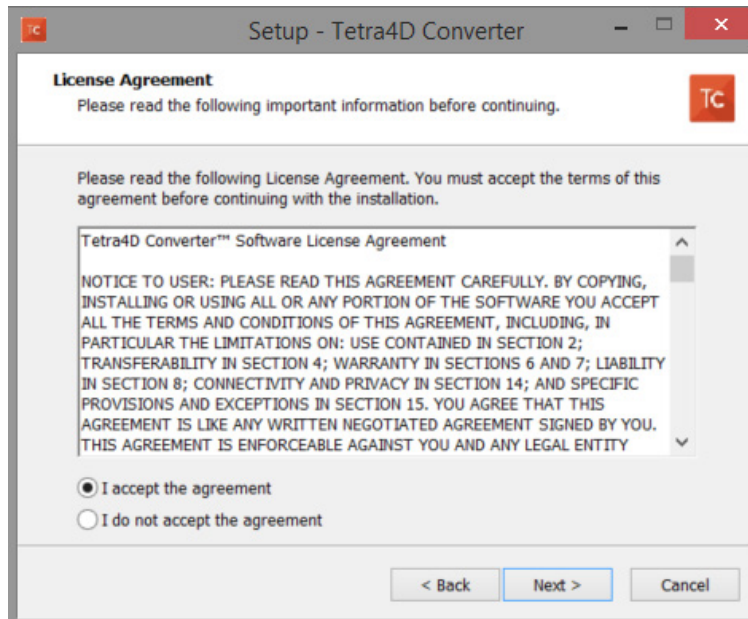 TC
Setup - Tetra4D Converter
License Agreement
Please read the following important information before continuing.
TC
Please read the following License Agreement. You must accept the terms of this
agreement before continuing with the installation.
Tetra4D Converter™ Software License Agreement
NOTICE TO USER: PLEASE READ THIS AGREEMENT CAREFULLY. BY COPYING,
INSTALLING OR USING ALL OR ANY PORTION OF THE SOFTWARE YOU ACCEPT
ALL THE TERMS AND CONDITIONS OF THIS AGREEMENT, INCLUDING, IN
PARTICULAR THE LIMITATIONS ON: USE CONTAINED IN SECTION 2;
TRANSFERABILITY IN SECTION 4; WARRANTY IN SECTIONS 6 AND 7; LIABILITY
IN SECTION 8; CONNECTIVITY AND PRIVACY IN SECTION 14; AND SPECIFIC
PROVISIONS AND EXCEPTIONS IN SECTION 15. YOU AGREE THAT THIS
AGREEMENT IS LIKE ANY WRITTEN NEGOTIATED AGREEMENT SIGNED BY YOU.
THIS AGREEMENT IS ENFORCEABLE AGAINST YOU AND ANY LEGAL ENTITY
I accept the agreement
I do not accept the agreement
< Back
Next >
Cancel